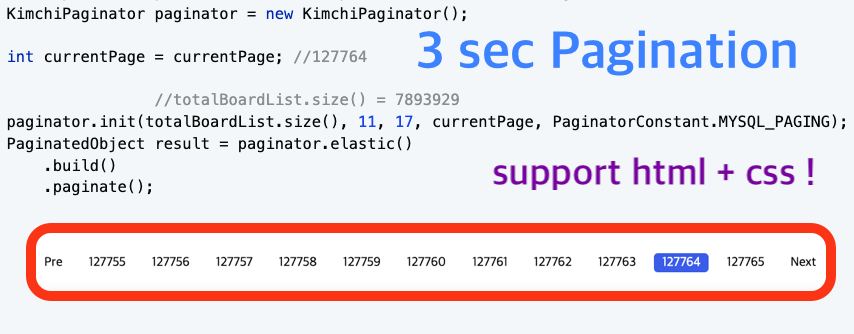 KimchiPaginator paginator = new KimchiPaginator();
int currentPage = currentPage; //127764
3 sec Pagination
//totalBoardList.size() = 7893929
paginator.init(totalBoardList.size(), 11, 17, currentPage, PaginatorConstant.MYSQL_PAGING);
PaginatedObject result = paginator.elastic()
.build()
.paginate();
support html + css !
Pre 127755 127756 127757 127758 127759 127760 127761 127762 127763 127764 127765 Next